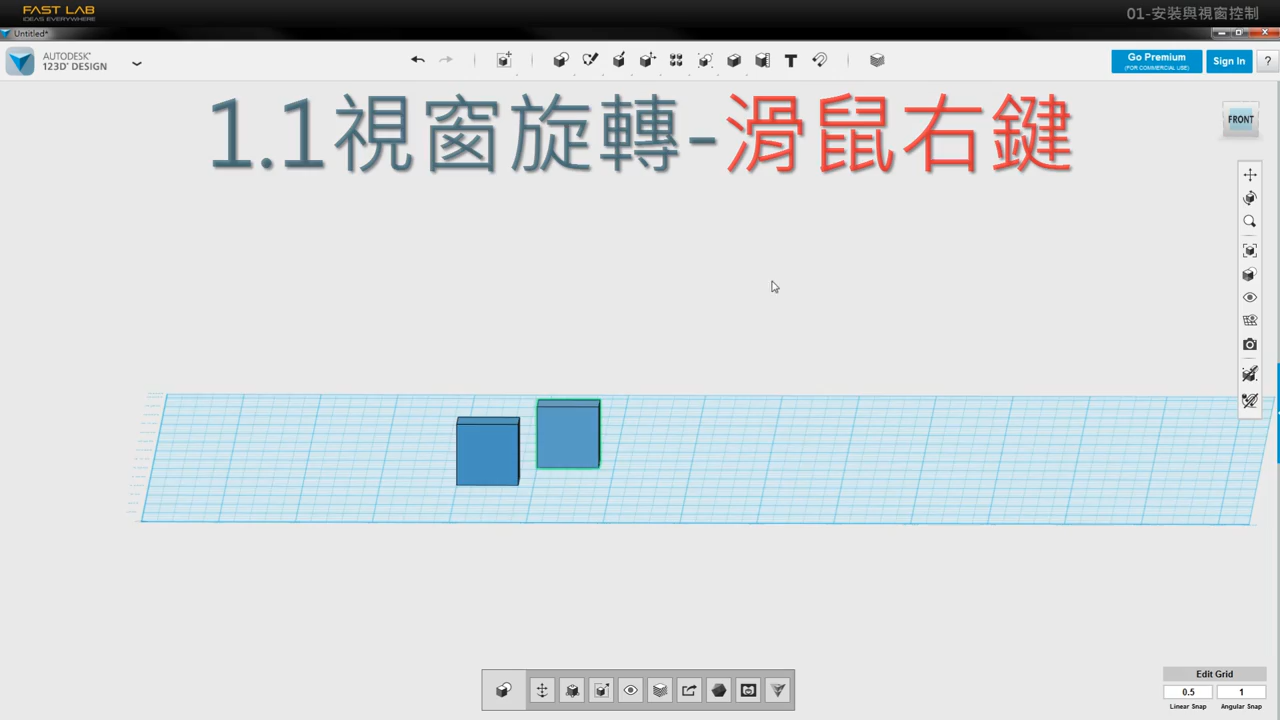 FAST LAB
IDEAS EVERYWHERE
01-安裝與視窗控制
Untitled*
AUTODESK®
123D® DESIGN
Go Premium
(FOR COMMERCIAL USE)
Sign In
?
1.1視窗旋轉-滑鼠右鍵
FRONT
Edit Grid
0.5
1
Linear Snap
Angular Snap